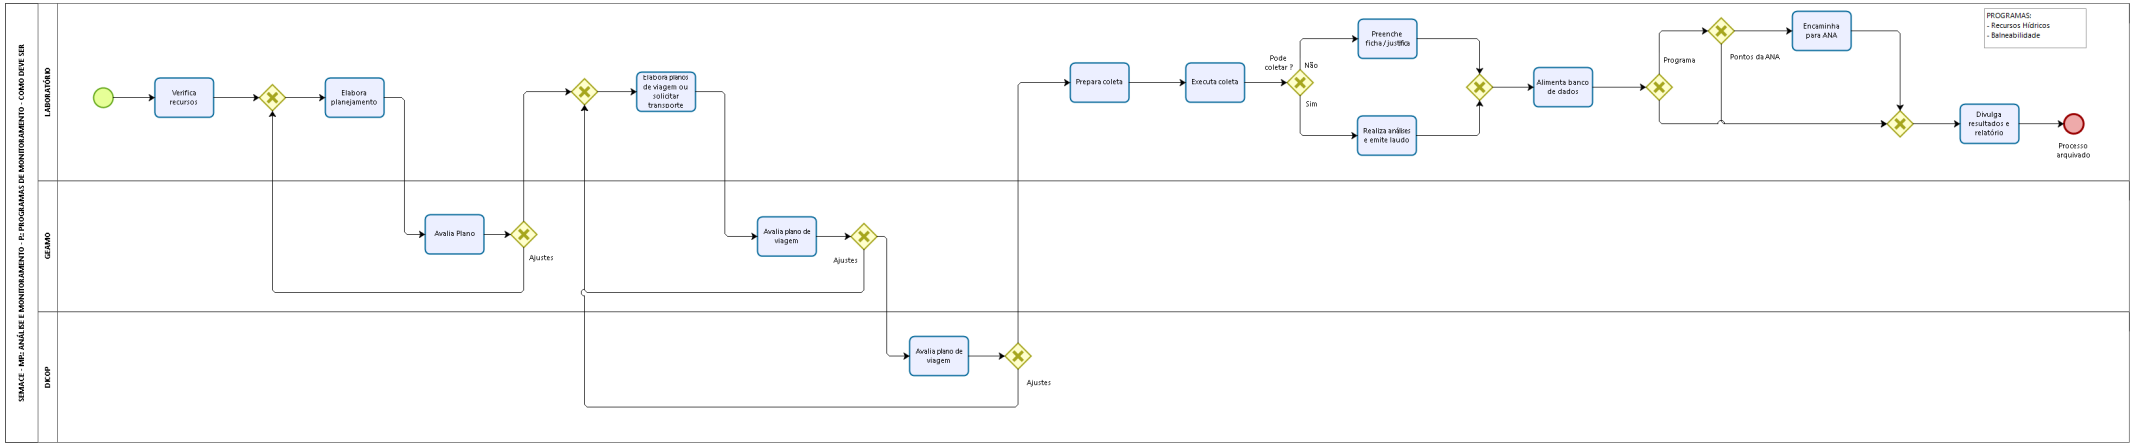 SEMACE - MP.: ANÁLISE E MONITORAMENTO - P.: PROGRAMAS DE MONITORAMENTO - COMO DEVE SER
LABORATÓRIO
Verifica
recursos
Elabora
planejamento
Elabora planos
de viagem ou
solicitar
transporte
Prepara coleta
Executa coleta
Pode
coletar ?
Não
Sim
Preenche
ficha / justifica
Realiza análises
e emite laudo
Alimenta banco
de dados
Programa
Pontos da ANA
Encaminha
para ANA
PROGRAMAS:
- Recursos Hídricos
- Balneabilidade
Divulga
resultados e
relatório
Processo
arquivado
GEAMO
Avalia Plano
Ajustes
Avalia plano de
viagem
Ajustes
DICOP
Avalia plano de
viagem
Ajustes